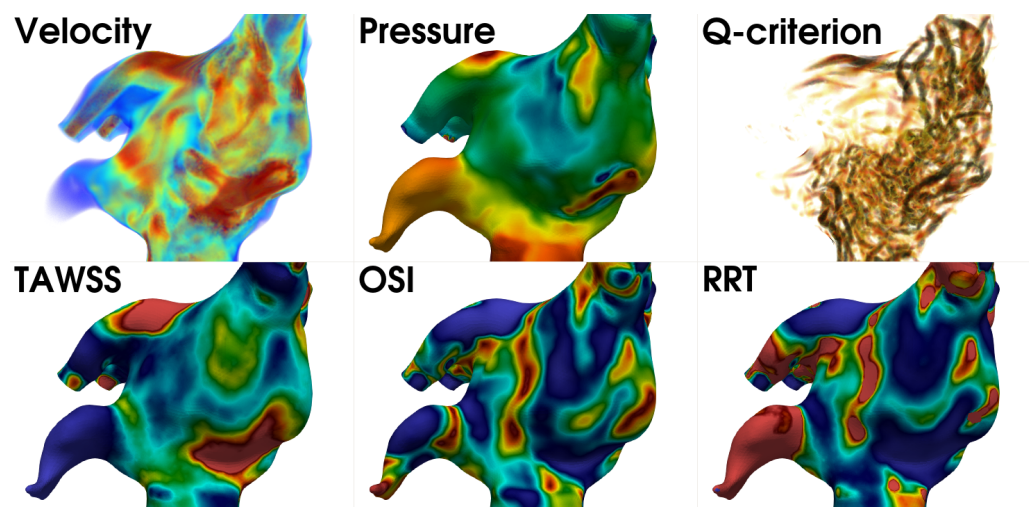 Velocity
Pressure
Q-criterion
TAWSS
OSI
RRT